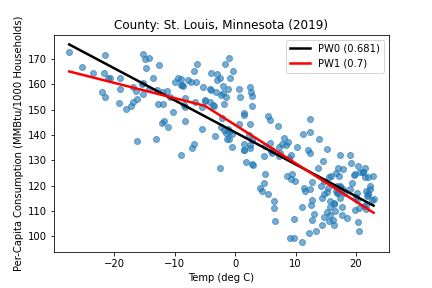 County: St. Louis, Minnesota (2019)
Per-Capita Consumption (MMBtu/1000 Households)
170
160
150
140
130
120
110
100
PW0 (0.681)
PW1 (0.7)
−20 −10 0 10 20
Temp (deg C)